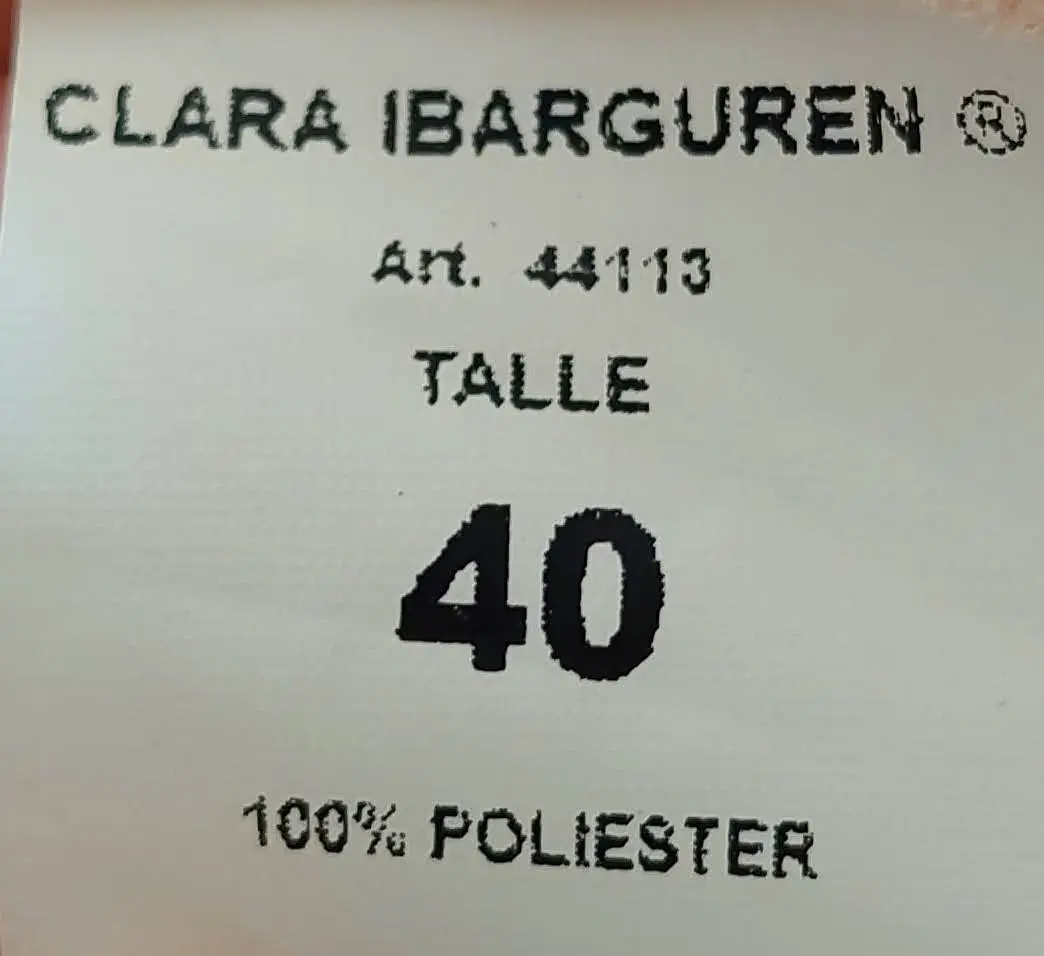 CLARA IBARGUREN ®
Art. 44113
TALLE
40
100% POLIESTER